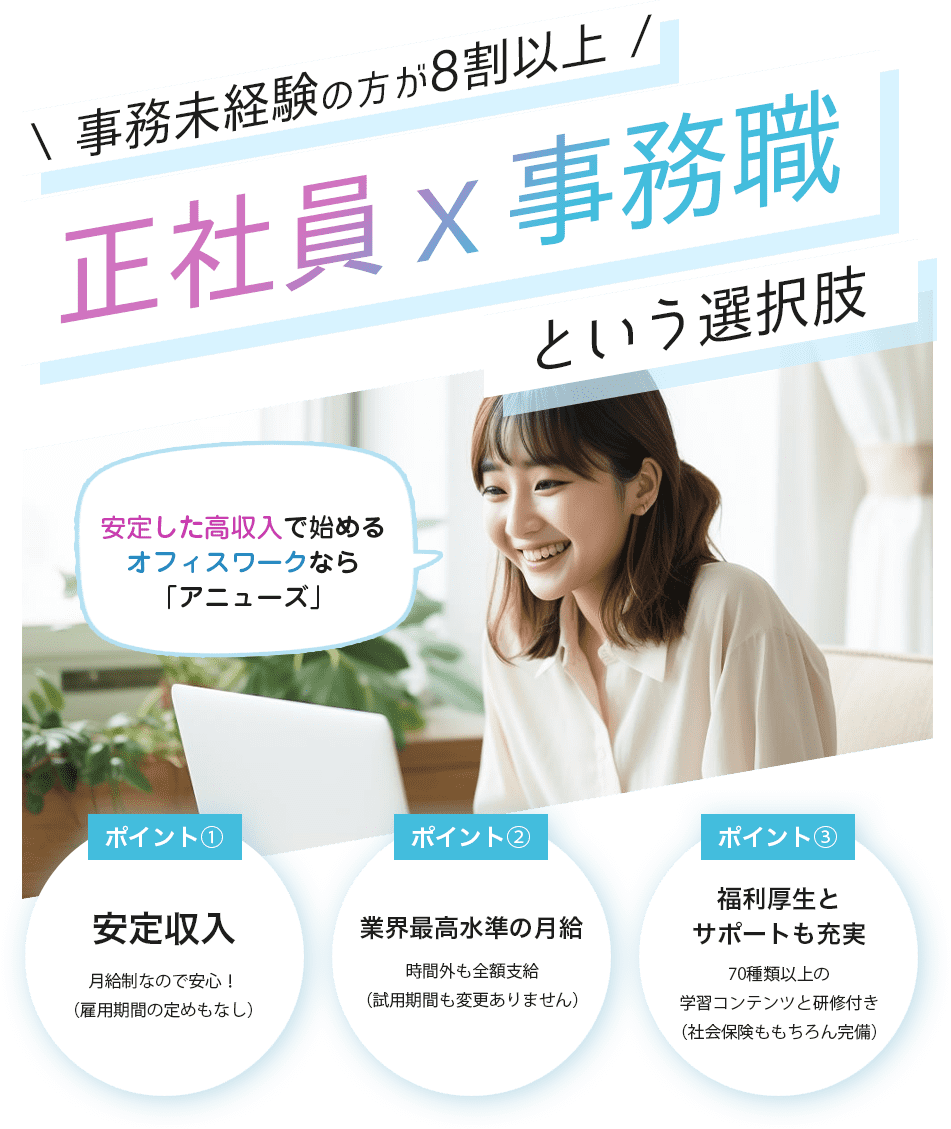 \ 事務未経験の方が8割以上 /
正社員 x 事務職
という選択肢
安定した高収入で始める
オフィスワークなら
「アニューズ」
ポイント①
安定収入
月給制なので安心！
（雇用期間の定めもなし）
ポイント②
業界最高水準の月給
時間外も全額支給
（試用期間も変更ありません）
ポイント③
福利厚生と
サポートも充実
70種類以上の
学習コンテンツと研修付き
（社会保険ももちろん完備）